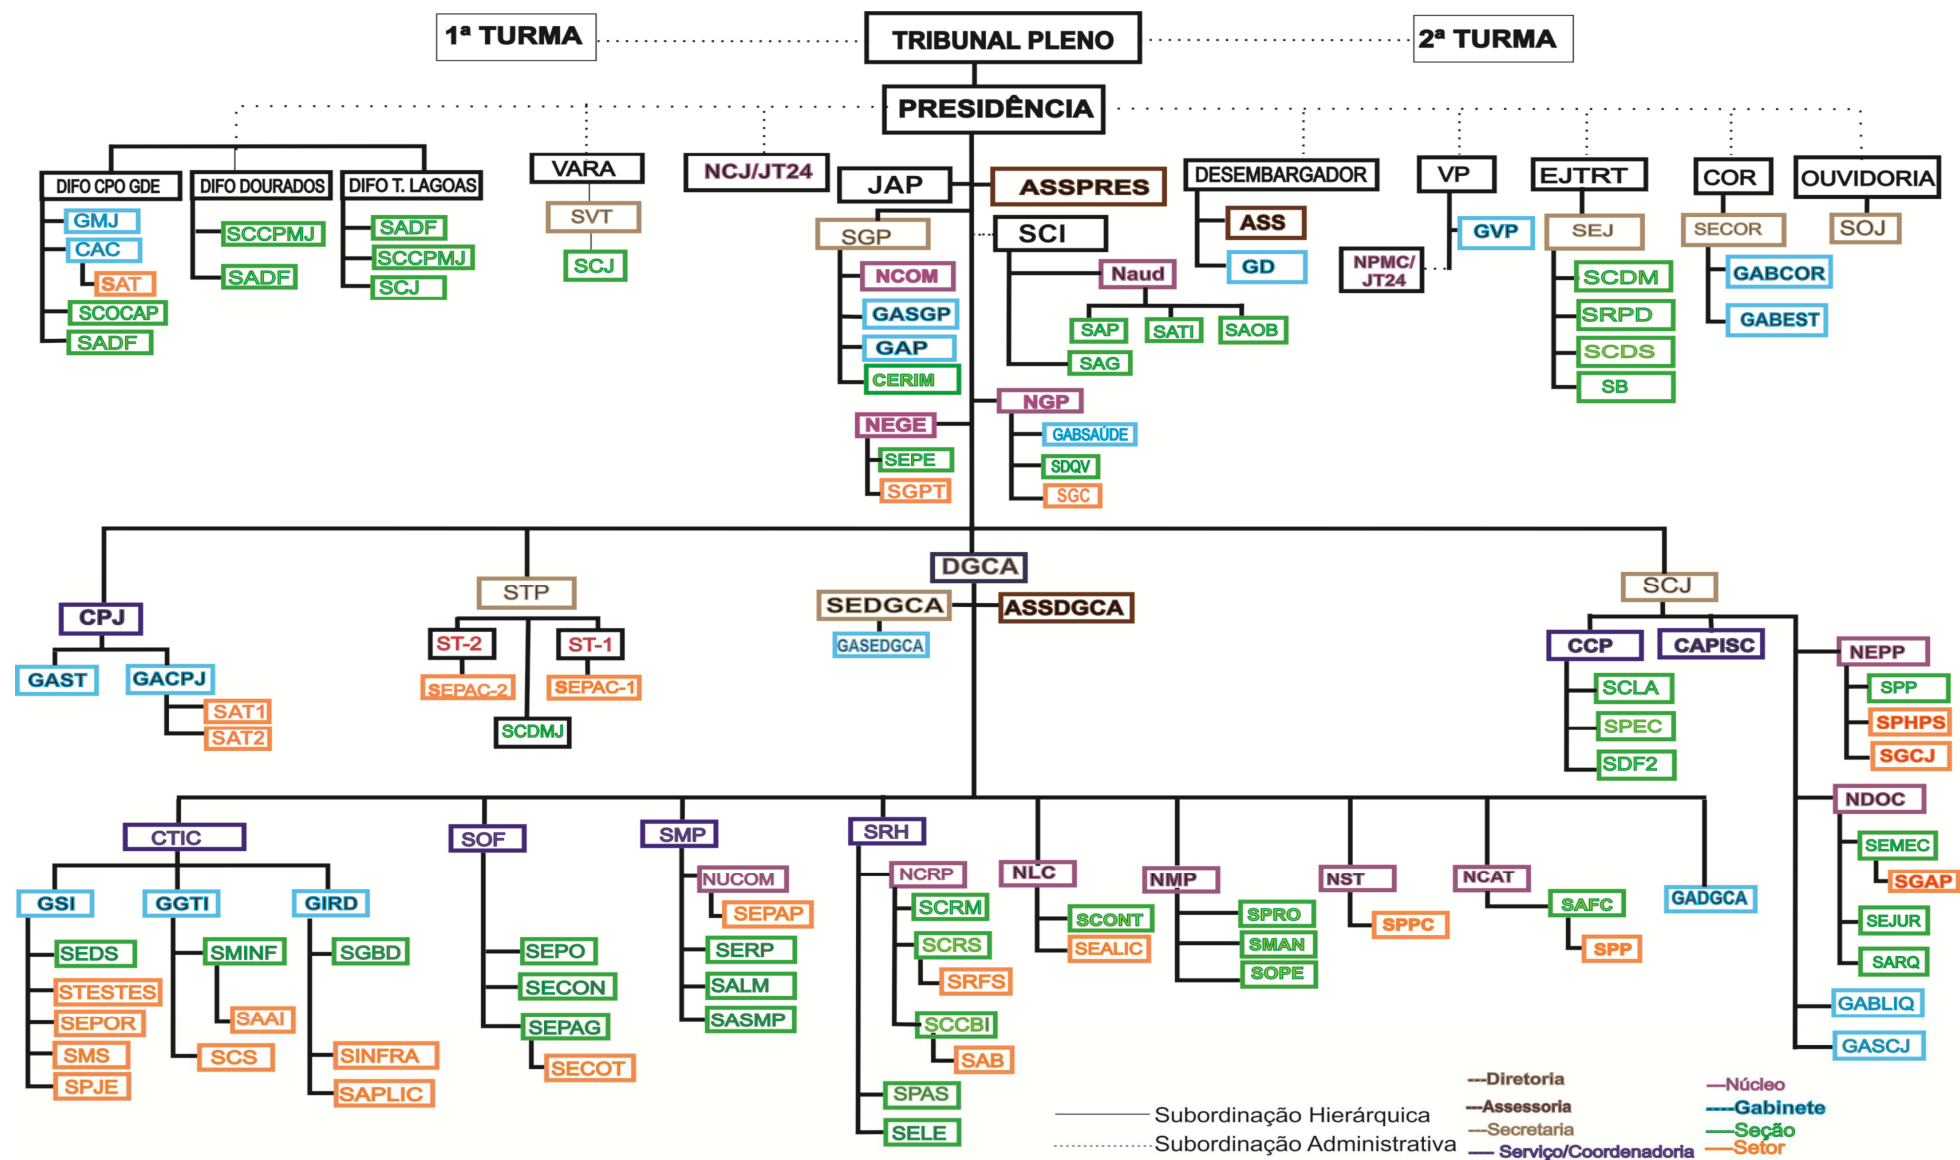 1ª TURMA
TRIBUNAL PLENO
2ª TURMA
PRESIDÊNCIA
DIFO CPO GDE
GMJ
CAC
SAT
SCOCAP
SADF
DIFO DOURADOS
SCCPMJ
SADF
DIFO T. LAGOAS
SADF
SCCPMJ
SCJ
VARA
SVT
SCJ
NCJ/JT24
JAP
ASSPRES
SGP
NCOM
GASGP
GAP
CERIM
SCI
Naud
SAP
SATI
SAOB
SAG
NEGE
SEPE
SGPT
NGP
GABSAÚDE
SDQV
SGC
DESEMBARGADOR
ASS
GD
VP
GVP
NPMC/
JT24
EJTRT
SEJ
SCDM
SRPD
SCDS
SB
COR
SECOR
GABCOR
GABEST
OUVIDORIA
SOJ
CPJ
GAST
GACPJ
SAT1
SAT2
STP
ST-2
SEPAC-2
ST-1
SEPAC-1
SCDMJ
DGCA
SEDGCA
ASSDGCA
GASEDGCA
SCJ
CCP
SCLA
SPEC
SDF2
CAPISC
NEPP
SPP
SPHPS
SGCJ
NDOC
SEMEC
SGAP
SEJUR
SARQ
GABLIQ
GASCJ
CTIC
GSI
SEDS
STESTES
SEPOR
SMS
SPJE
GGTI
SMINF
SAAI
SCS
GIRD
SGBD
SINFRA
SAPLIC
SOF
SEPO
SECON
SEPAG
SECOT
SMP
NUCOM
SEPAP
SERP
SALM
SASMP
SRH
NCRP
SCRM
SCRS
SRFS
SCCBI
SAB
SPAS
SELE
NLC
SCONT
SEALIC
NMP
SPRO
SMAN
SOPE
NST
SPPC
NCAT
SAFC
SPP
GADGCA
Subordinação Hierárquica
Subordinação Administrativa
Diretoria
Assessoria
Secretaria
Serviço/Coordenadoria
Núcleo
Gabinete
Seção
Setor